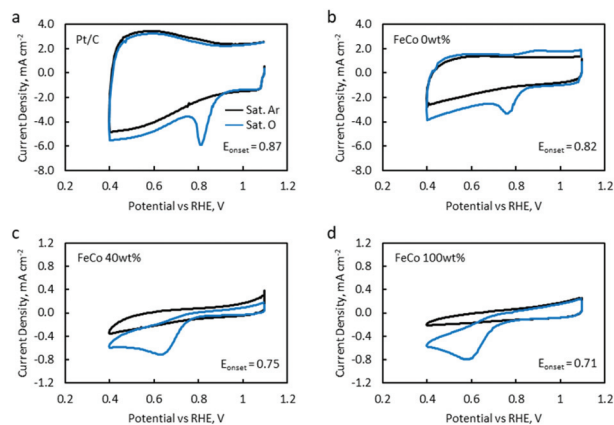 a
Pt/C
Current Density, mA cm⁻²
4.0
2.0
0.0
-2.0
-4.0
-6.0
-8.0
Sat. Ar
Sat. O
Eonset = 0.87
0.2 0.4 0.6 0.8 1 1.2
Potential vs RHE, V
b
FeCo 0wt%
Current Density, mA cm⁻²
4.0
2.0
0.0
-2.0
-4.0
-6.0
-8.0
Eonset = 0.82
0.2 0.4 0.6 0.8 1 1.2
Potential vs RHE, V
c
FeCo 40wt%
Current Density, mA cm⁻²
1.2
0.8
0.4
0.0
-0.4
-0.8
-1.2
Eonset = 0.75
0.2 0.4 0.6 0.8 1 1.2
Potential vs RHE, V
d
FeCo 100wt%
Current Density, mA cm⁻²
1.2
0.8
0.4
0.0
-0.4
-0.8
-1.2
Eonset = 0.71
0.2 0.4 0.6 0.8 1 1.2
Potential vs RHE, V